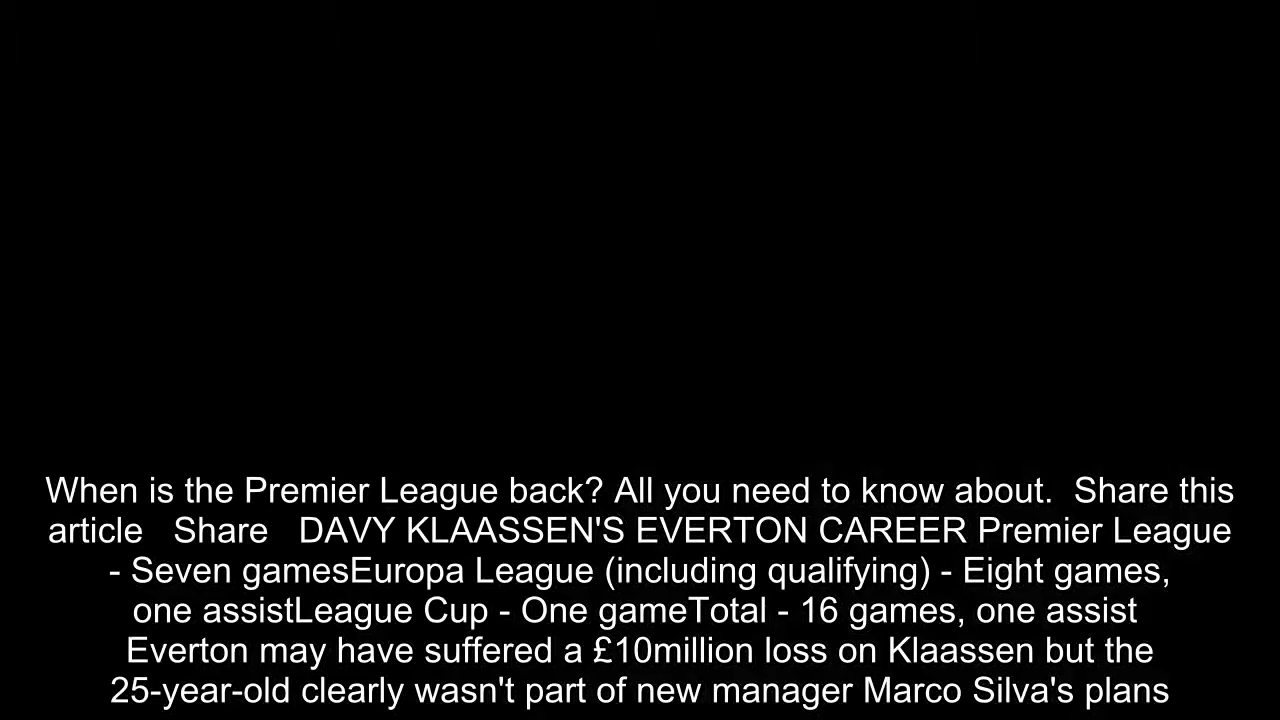 When is the Premier League back? All you need to know about.  Share this
article   Share   DAVY KLAASSEN'S EVERTON CAREER Premier League
- Seven gamesEuropa League (including qualifying) - Eight games,
one assistLeague Cup - One gameTotal - 16 games, one assist
Everton may have suffered a £10million loss on Klaassen but the
25-year-old clearly wasn't part of new manager Marco Silva's plans